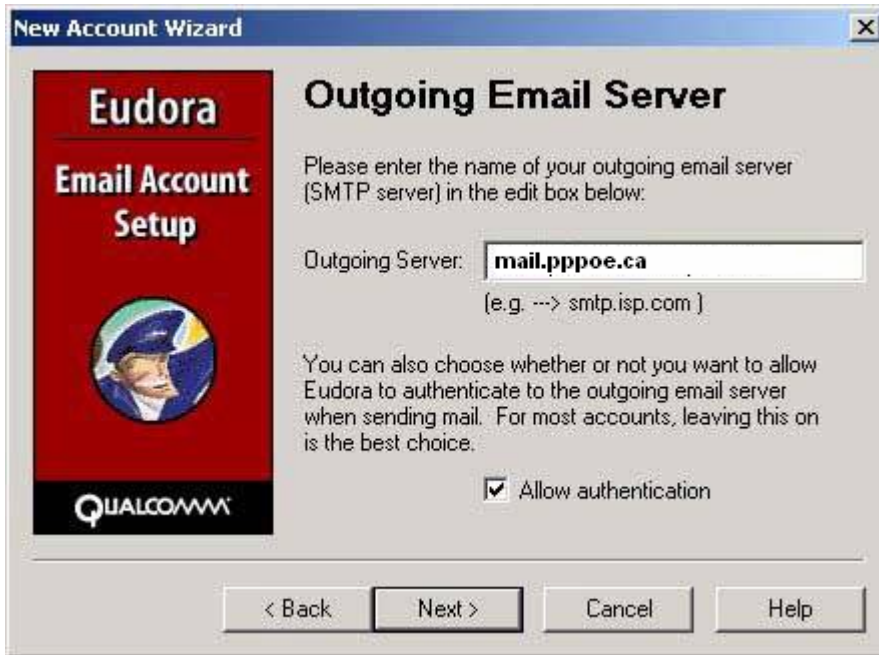 New Account Wizard
Eudora
Email Account
Setup
QUALCOMM
Outgoing Email Server
Please enter the name of your outgoing email server
(SMTP server) in the edit box below:
Outgoing Server: mail.pppoe.ca
(e.g. ---> smtp.isp.com )
You can also choose whether or not you want to allow
Eudora to authenticate to the outgoing email server
when sending mail.  For most accounts, leaving this on
is the best choice.
Allow authentication
< Back Next > Cancel Help